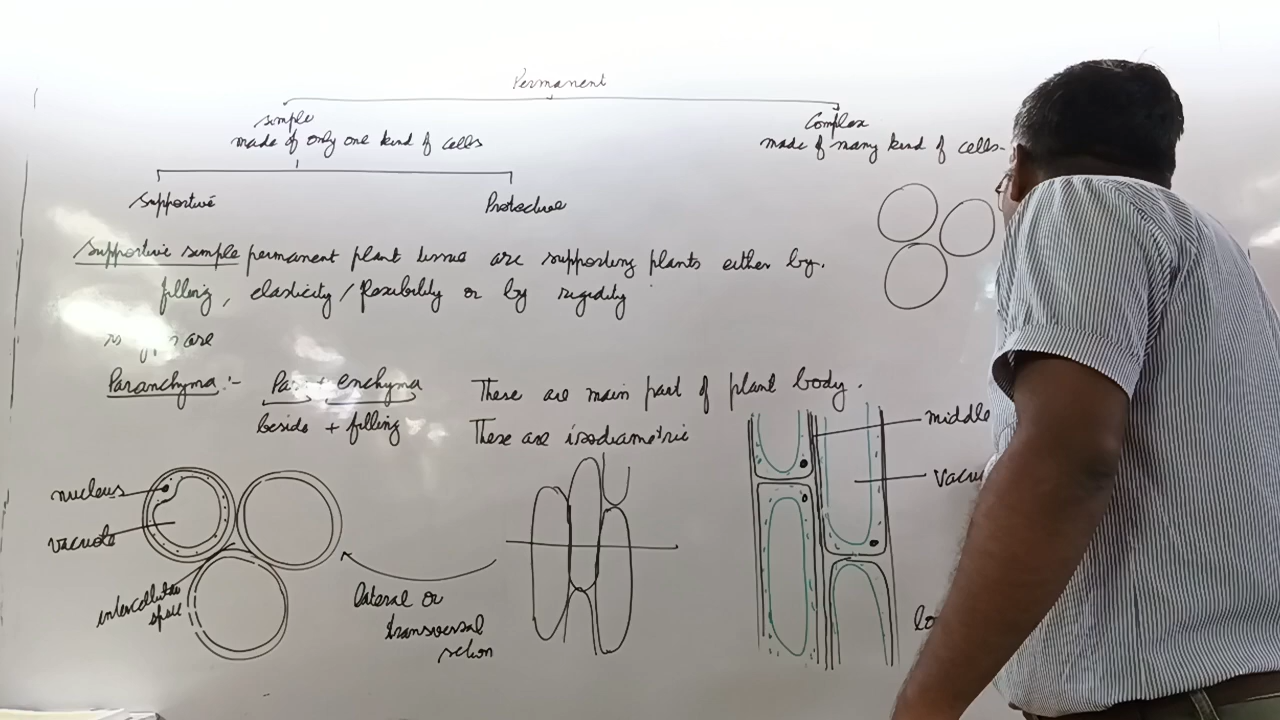 Permanent
simple
made of only one kind of cells
Complex
made of many kind of cells.
Supportive
Protective
Supportive simple permanent plant tissue are supporting plants either by.
filling, elasticity/flexibility or by rigidity
are
Paranchyma :- Par + enchyma These are main part of plant body.
beside + filling These are isodiametric
nucleus
vacuole
intercellular
space
lateral or
transversal
section
middle